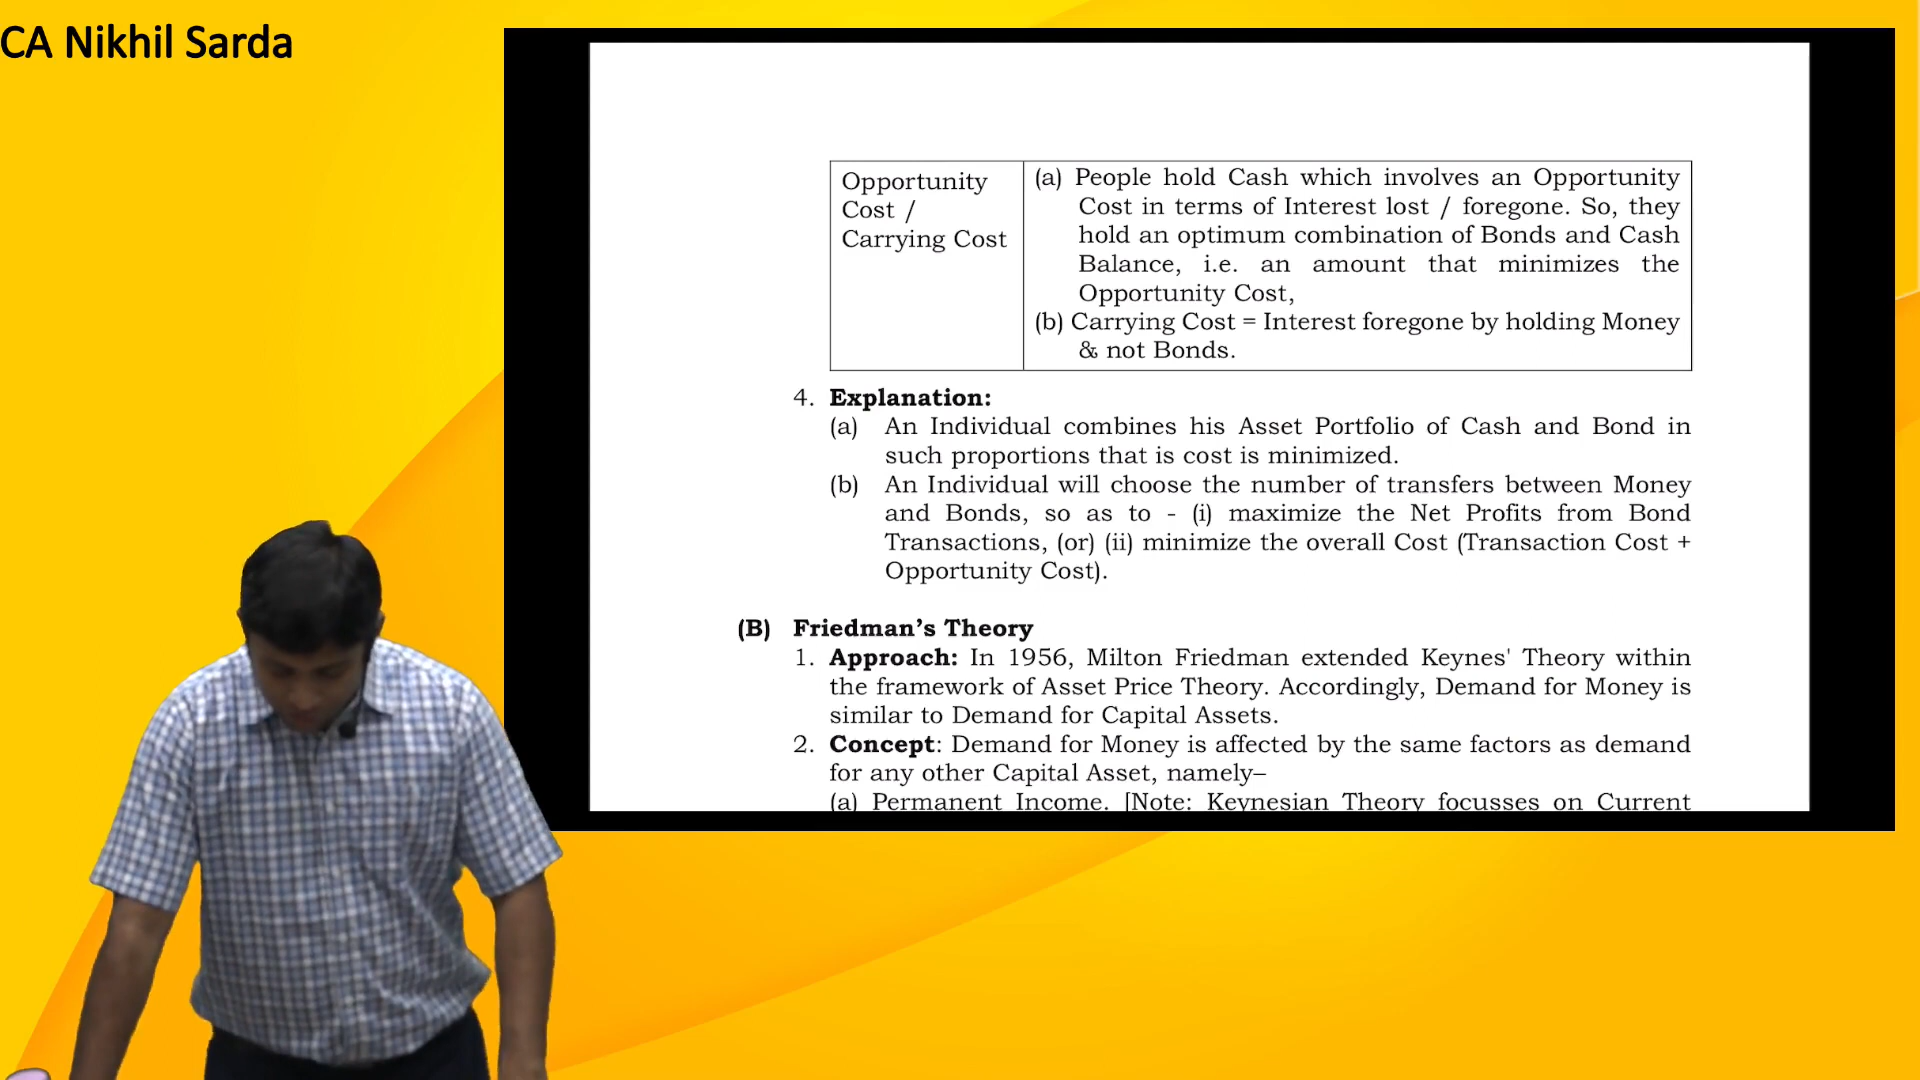 CA Nikhil Sarda
Opportunity
Cost /
Carrying Cost
(a) People hold Cash which involves an Opportunity
Cost in terms of Interest lost / foregone. So, they
hold an optimum combination of Bonds and Cash
Balance, i.e. an amount that minimizes the
Opportunity Cost,
(b) Carrying Cost = Interest foregone by holding Money
& not Bonds.
4. Explanation:
(a) An Individual combines his Asset Portfolio of Cash and Bond in
such proportions that is cost is minimized.
(b) An Individual will choose the number of transfers between Money
and Bonds, so as to - (i) maximize the Net Profits from Bond
Transactions, (or) (ii) minimize the overall Cost (Transaction Cost +
Opportunity Cost).
(B) Friedman’s Theory
1. Approach: In 1956, Milton Friedman extended Keynes' Theory within
the framework of Asset Price Theory. Accordingly, Demand for Money is
similar to Demand for Capital Assets.
2. Concept: Demand for Money is affected by the same factors as demand
for any other Capital Asset, namely–
(a) Permanent Income. [Note: Keynesian Theory focusses on Current